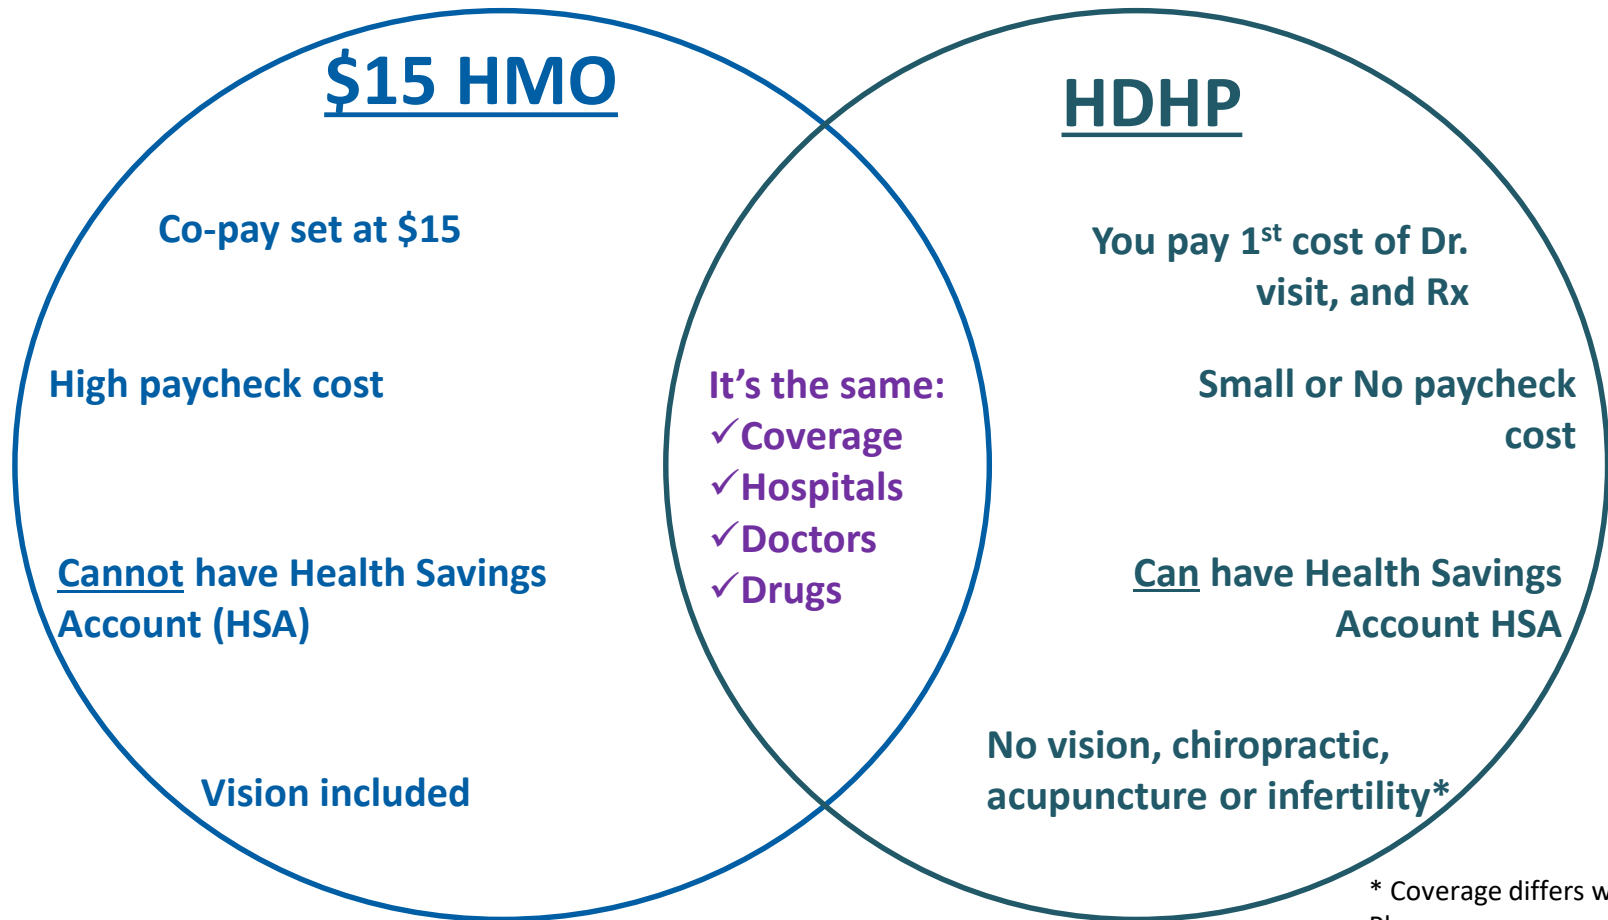 $15 HMO
Co-pay set at $15
High paycheck cost
Cannot have Health Savings
Account (HSA)
Vision included
It’s the same:
✓Coverage
✓Hospitals
✓Doctors
✓Drugs
HDHP
You pay 1st cost of Dr.
visit, and Rx
Small or No paycheck
cost
Can have Health Savings
Account HSA
No vision, chiropractic,
acupuncture or infertility*
* Coverage differs